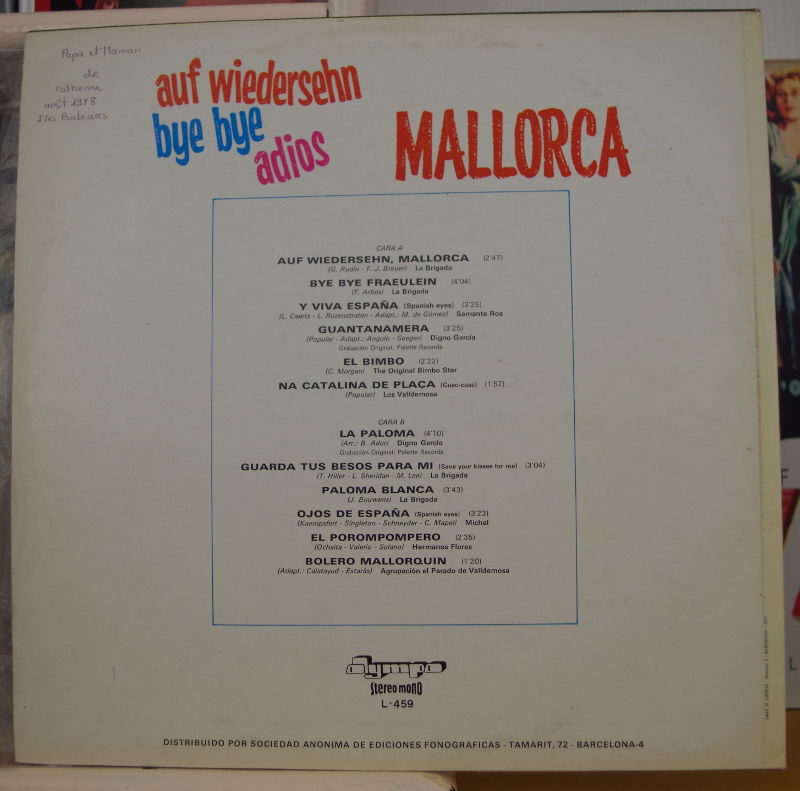 Papa et Maman
de
Catherine
août 1978
Iles Baleares
auf wiedersehn
bye bye
adios
MALLORCA
CARA A
AUF WIEDERSEHN, MALLORCA (2'47)
(G. Rudin - F. J. Breuer) La Brigada
BYE BYE FRAEULEIN (4'04)
(F. Arbex) La Brigada
Y VIVA ESPAÑA (Spanish eyes) (3'25)
(L. Caerts - L. Rozenstraten - Adapt.: M. de Gómez) Samanta Ros
GUANTANAMERA (3'25)
(Popular - Adapt.: Angulo - Seeger) Digno García
Grabación Original: Palette Records
EL BIMBO (2'22)
(C. Morgan) The Original Bimbo Star
NA CATALINA DE PLAÇA (Cuac-cuac) (1'57)
(Popular) Los Valldemosa
CARA B
LA PALOMA (4'10)
(Arr.: B. Ador) Digno García
Grabación Original: Palette Records
GUARDA TUS BESOS PARA MI (Save your kisses for me) (3'04)
(T. Hiller - L. Sheridan - M. Lee) La Brigada
PALOMA BLANCA (3'43)
(J. Bouwens) La Brigada
OJOS DE ESPAÑA (Spanish eyes) (3'23)
(Kaempfert - Singleton - Schneyder - C. Mapel) Michel
EL POROMPOMPERO (2'35)
(Ochaita - Valerio - Solano) Hermanos Flores
BOLERO MALLORQUIN (1'20)
(Adapt.: Calatayud - Estarás) Agrupación el Parado de Valldemosa
Olympo
Stereo mono
L-459
DISTRIBUIDO POR SOCIEDAD ANONIMA DE EDICIONES FONOGRAFICAS - TAMARIT, 72 - BARCELONA-4